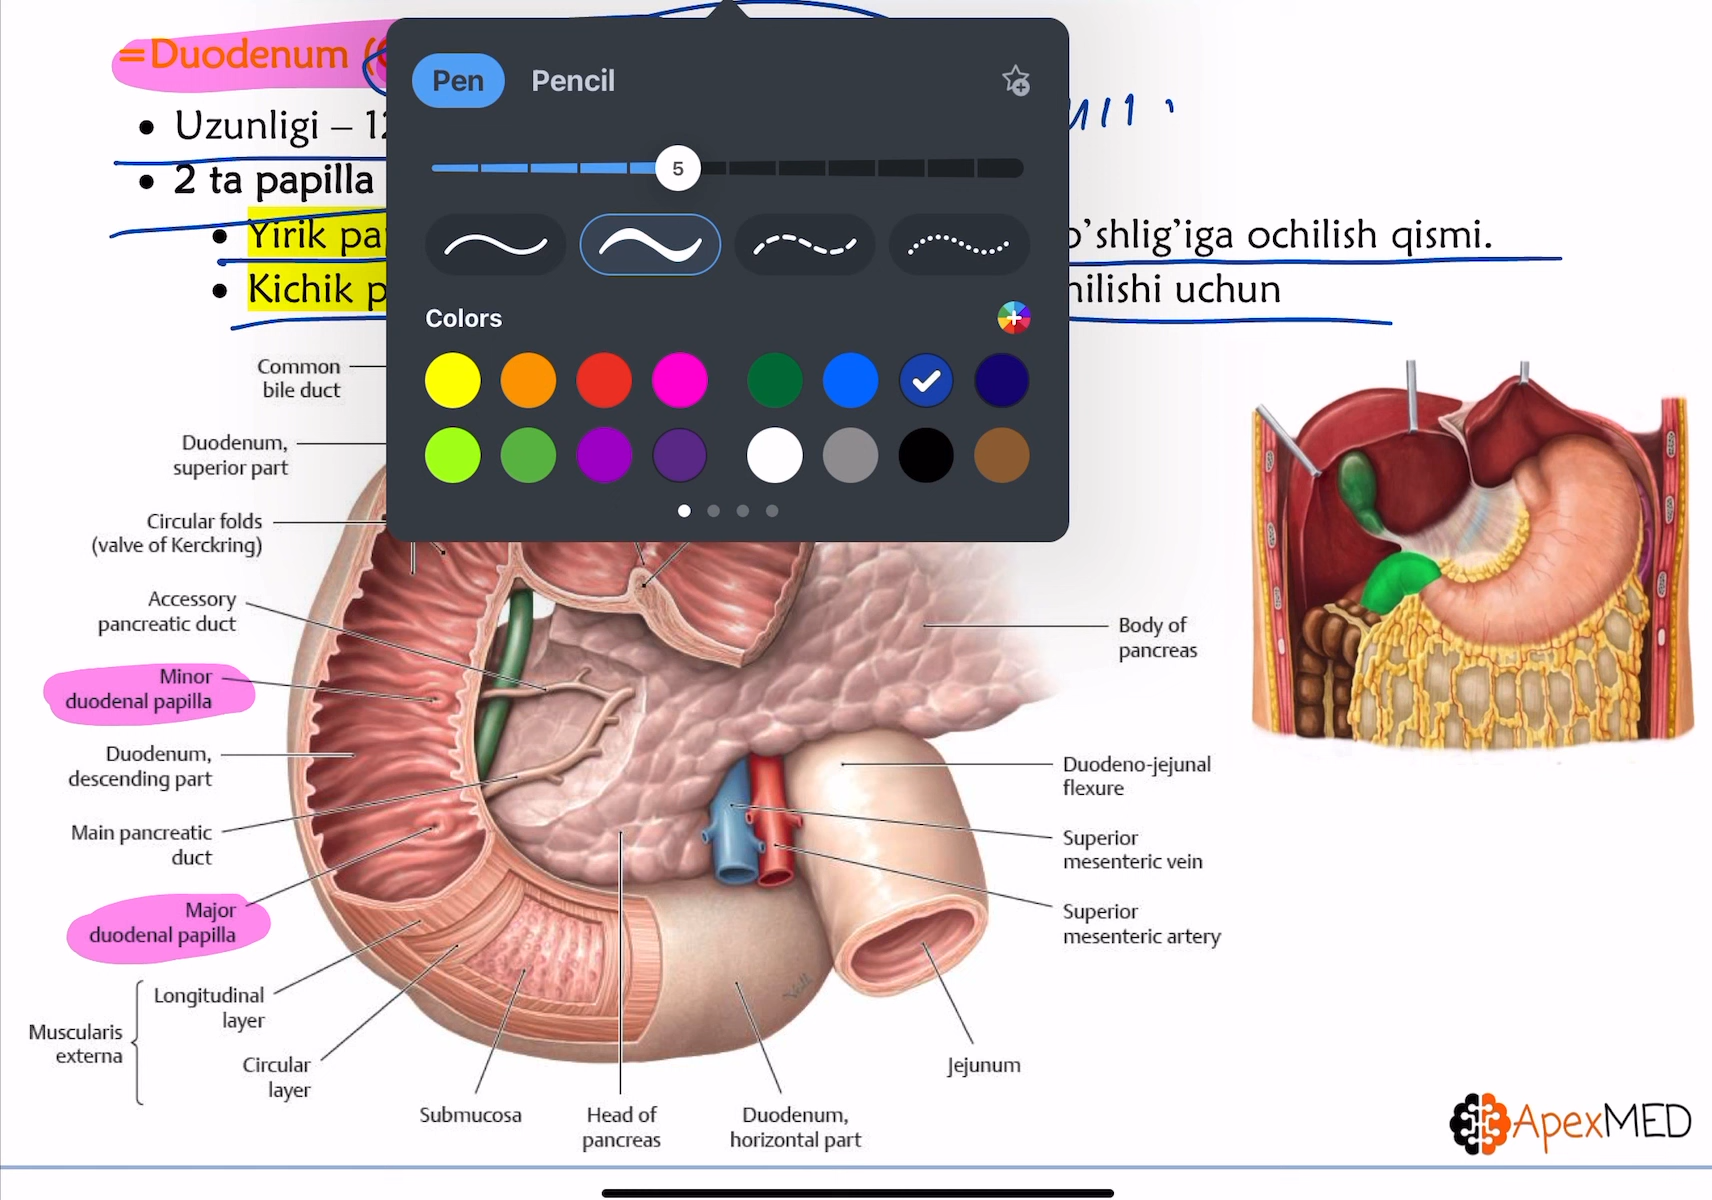 =Duodenum (
Pen
Pencil
• Uzunligi – 12
5
• 2 ta papilla
• Yirik pa
o’shlig’iga ochilish qismi.
• Kichik p
hilishi uchun
Colors
Common
bile duct
Duodenum,
superior part
Circular folds
(valve of Kerckring)
Accessory
pancreatic duct
Minor
duodenal papilla
Duodenum,
descending part
Main pancreatic
duct
Major
duodenal papilla
Longitudinal
layer
Muscularis
externa
Circular
layer
Submucosa
Head of
pancreas
Duodenum,
horizontal part
Jejunum
Body of
pancreas
Duodeno-jejunal
flexure
Superior
mesenteric vein
Superior
mesenteric artery
ApexMED